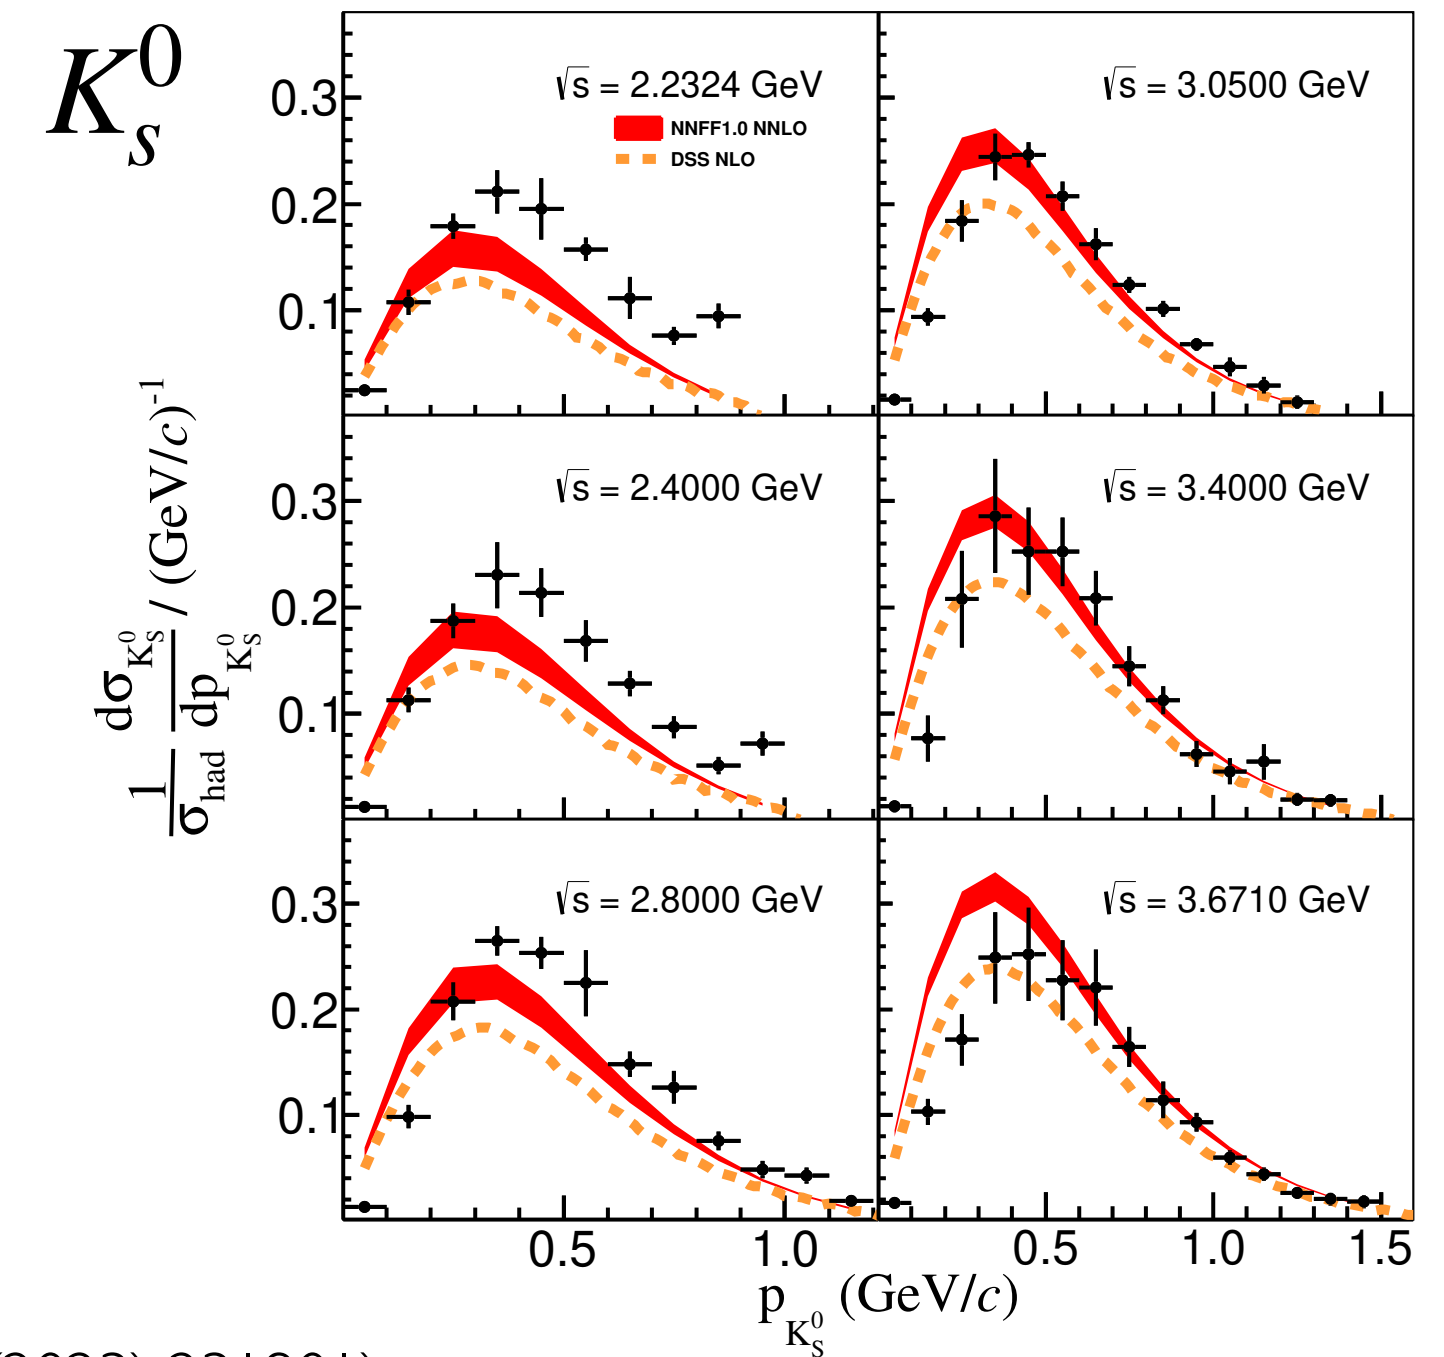 K_s^0
√s = 2.2324 GeV
NNFF1.0 NNLO
DSS NLO
√s = 3.0500 GeV
0.3
0.2
0.1
√s = 2.4000 GeV
√s = 3.4000 GeV
0.3
0.2
0.1
√s = 2.8000 GeV
√s = 3.6710 GeV
0.3
0.2
0.1
1/σ_had dσ_{K_S^0}/dp_{K_S^0} / (GeV/c)^-1
0.5 1.0 0.5 1.0 1.5
p_{K_S^0} (GeV/c)